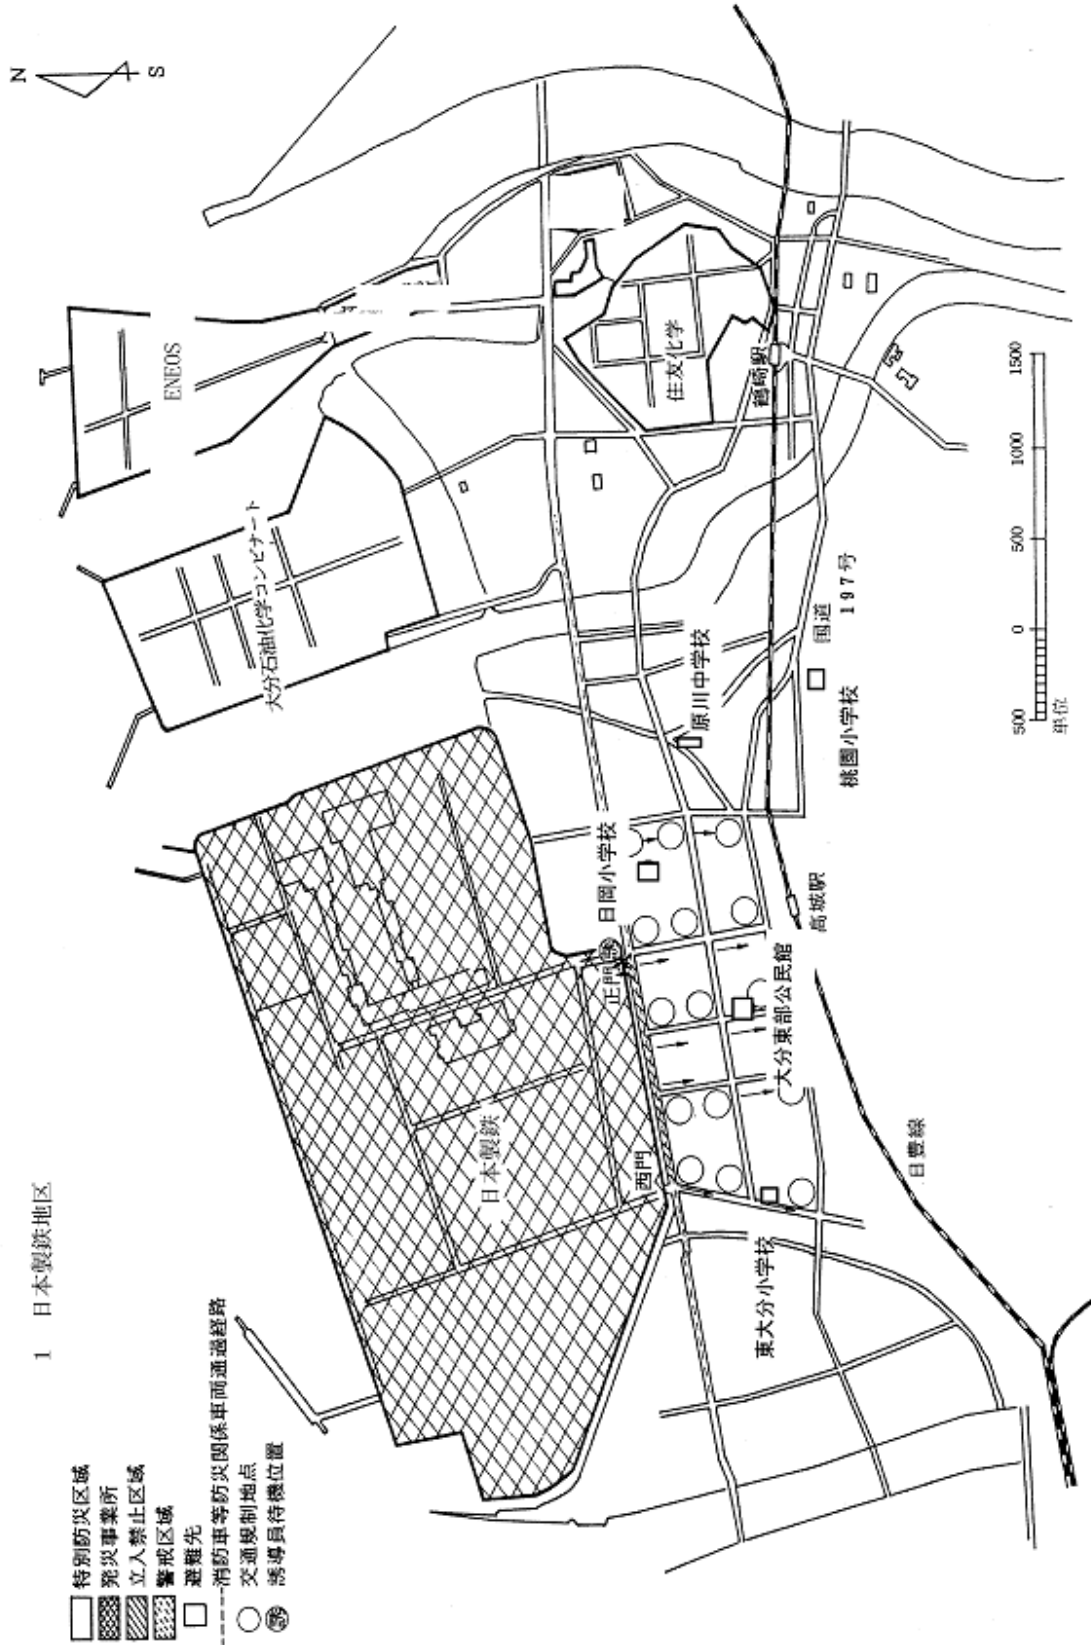 1 日本製鉄地区
特別防災区域
発災事業所
立入禁止区域
警戒区域
避難先
消防車等防災関係車両通過経路
交通規制地点
誘 誘導員待機位置
N
S
ENEOS
大分石油化学コンビナート
住友化学
鶴崎駅
日本製鉄
西門
正門
誘
日岡小学校
原川中学校
国道
197号
桃園小学校
高城駅
大分東部公民館
東大分小学校
日豊線
500 0 500 1000 1500
単位